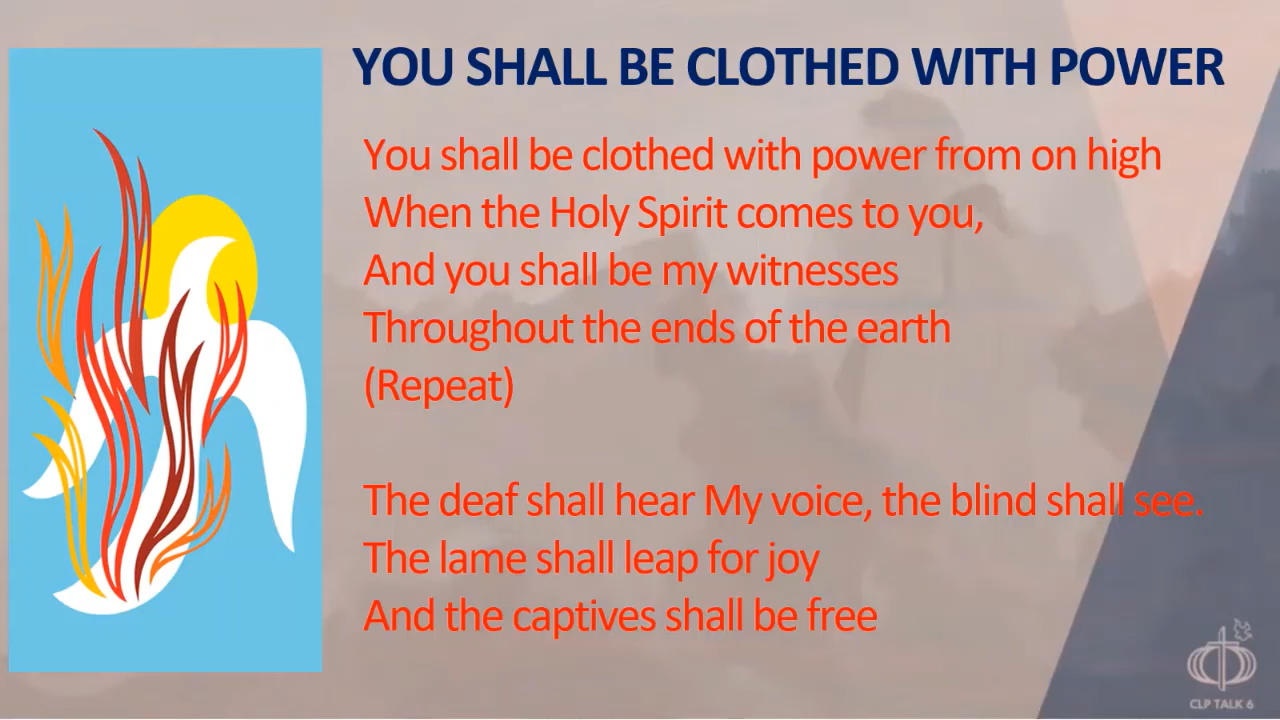 YOU SHALL BE CLOTHED WITH POWER
You shall be clothed with power from on high
When the Holy Spirit comes to you,
And you shall be my witnesses
Throughout the ends of the earth
(Repeat)
The deaf shall hear My voice, the blind shall see.
The lame shall leap for joy
And the captives shall be free
CLP TALK 6